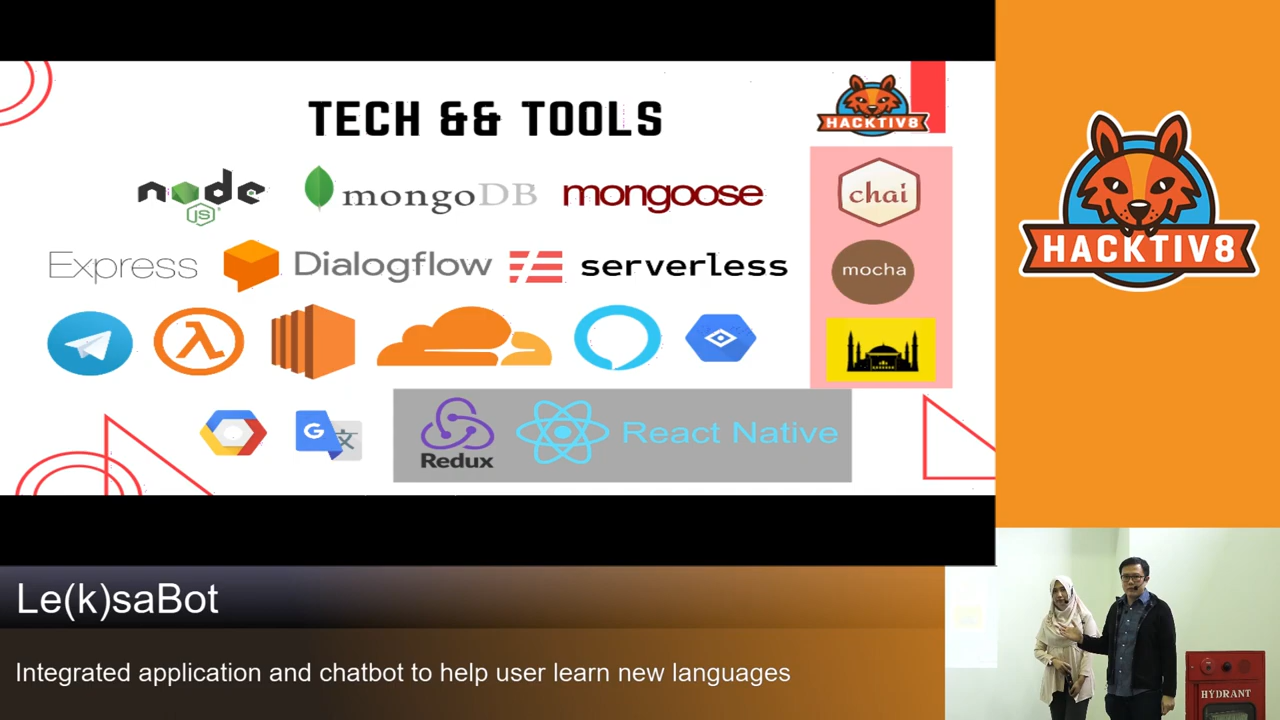 TECH && TOOLS
HACKTIV8
node
JS
mongoDB
mongoose
chai
Express
Dialogflow
serverless
mocha
G 文
Redux
React Native
HACKTIV8
Le(k)saBot
Integrated application and chatbot to help user learn new languages
HYDRANT